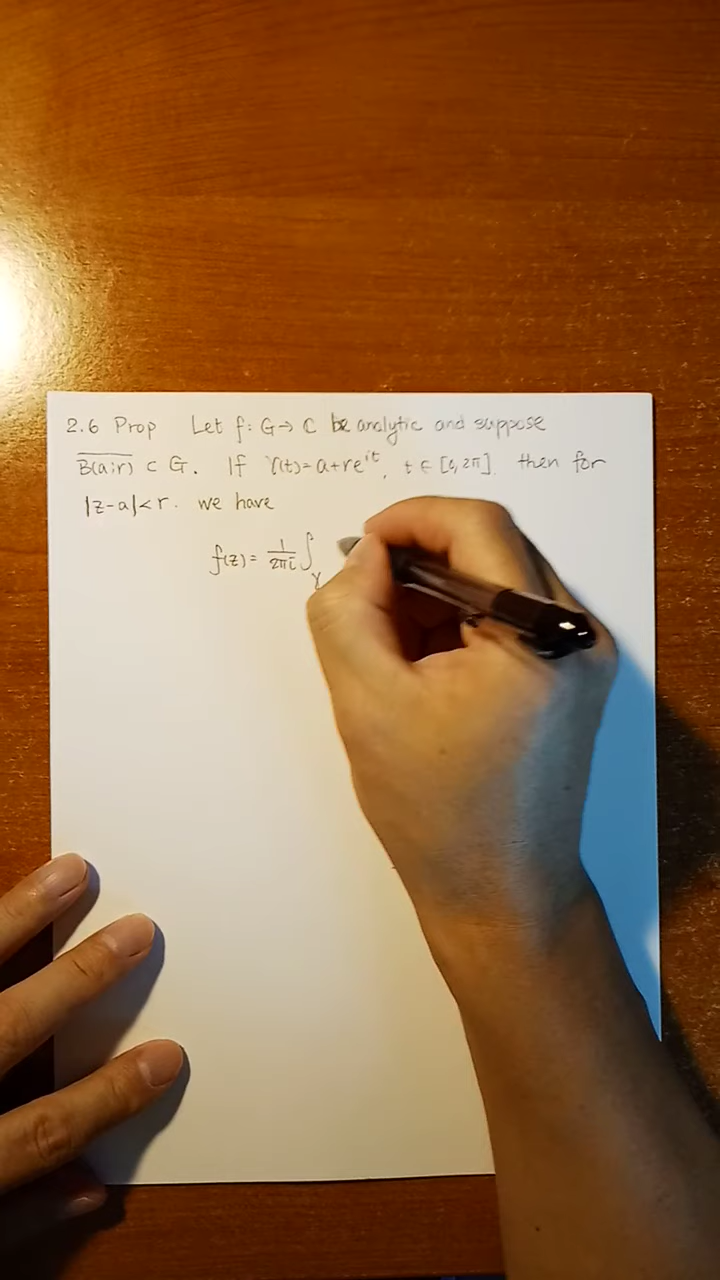 2.6 Prop Let f: G→ ℂ be analytic and suppose
B̅(̅a̅;̅r̅)̅ ⊂ G. If γ(t)=a+re^{it}, t ∈ [0,2π], then for
|z-a|<r. we have
f(z) = 1/2πi ∫_γ